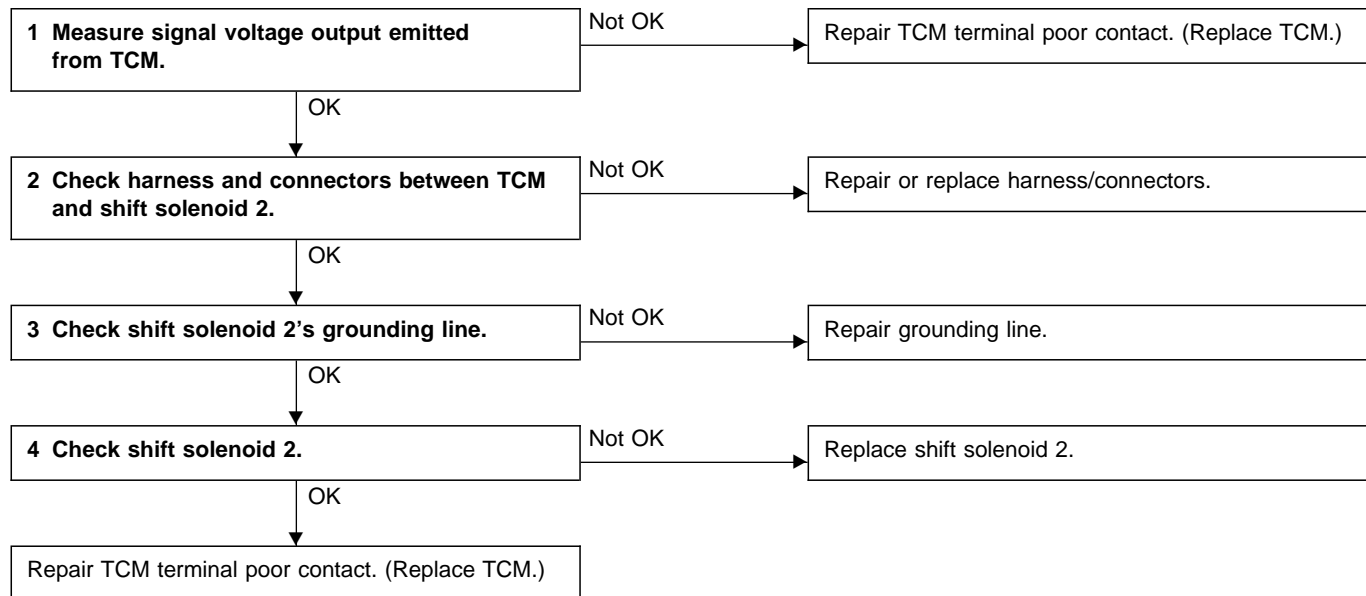 1 Measure signal voltage output emitted
from TCM.
Not OK
Repair TCM terminal poor contact. (Replace TCM.)
OK
2 Check harness and connectors between TCM
and shift solenoid 2.
Not OK
Repair or replace harness/connectors.
OK
3 Check shift solenoid 2’s grounding line.
Not OK
Repair grounding line.
OK
4 Check shift solenoid 2.
Not OK
Replace shift solenoid 2.
OK
Repair TCM terminal poor contact. (Replace TCM.)